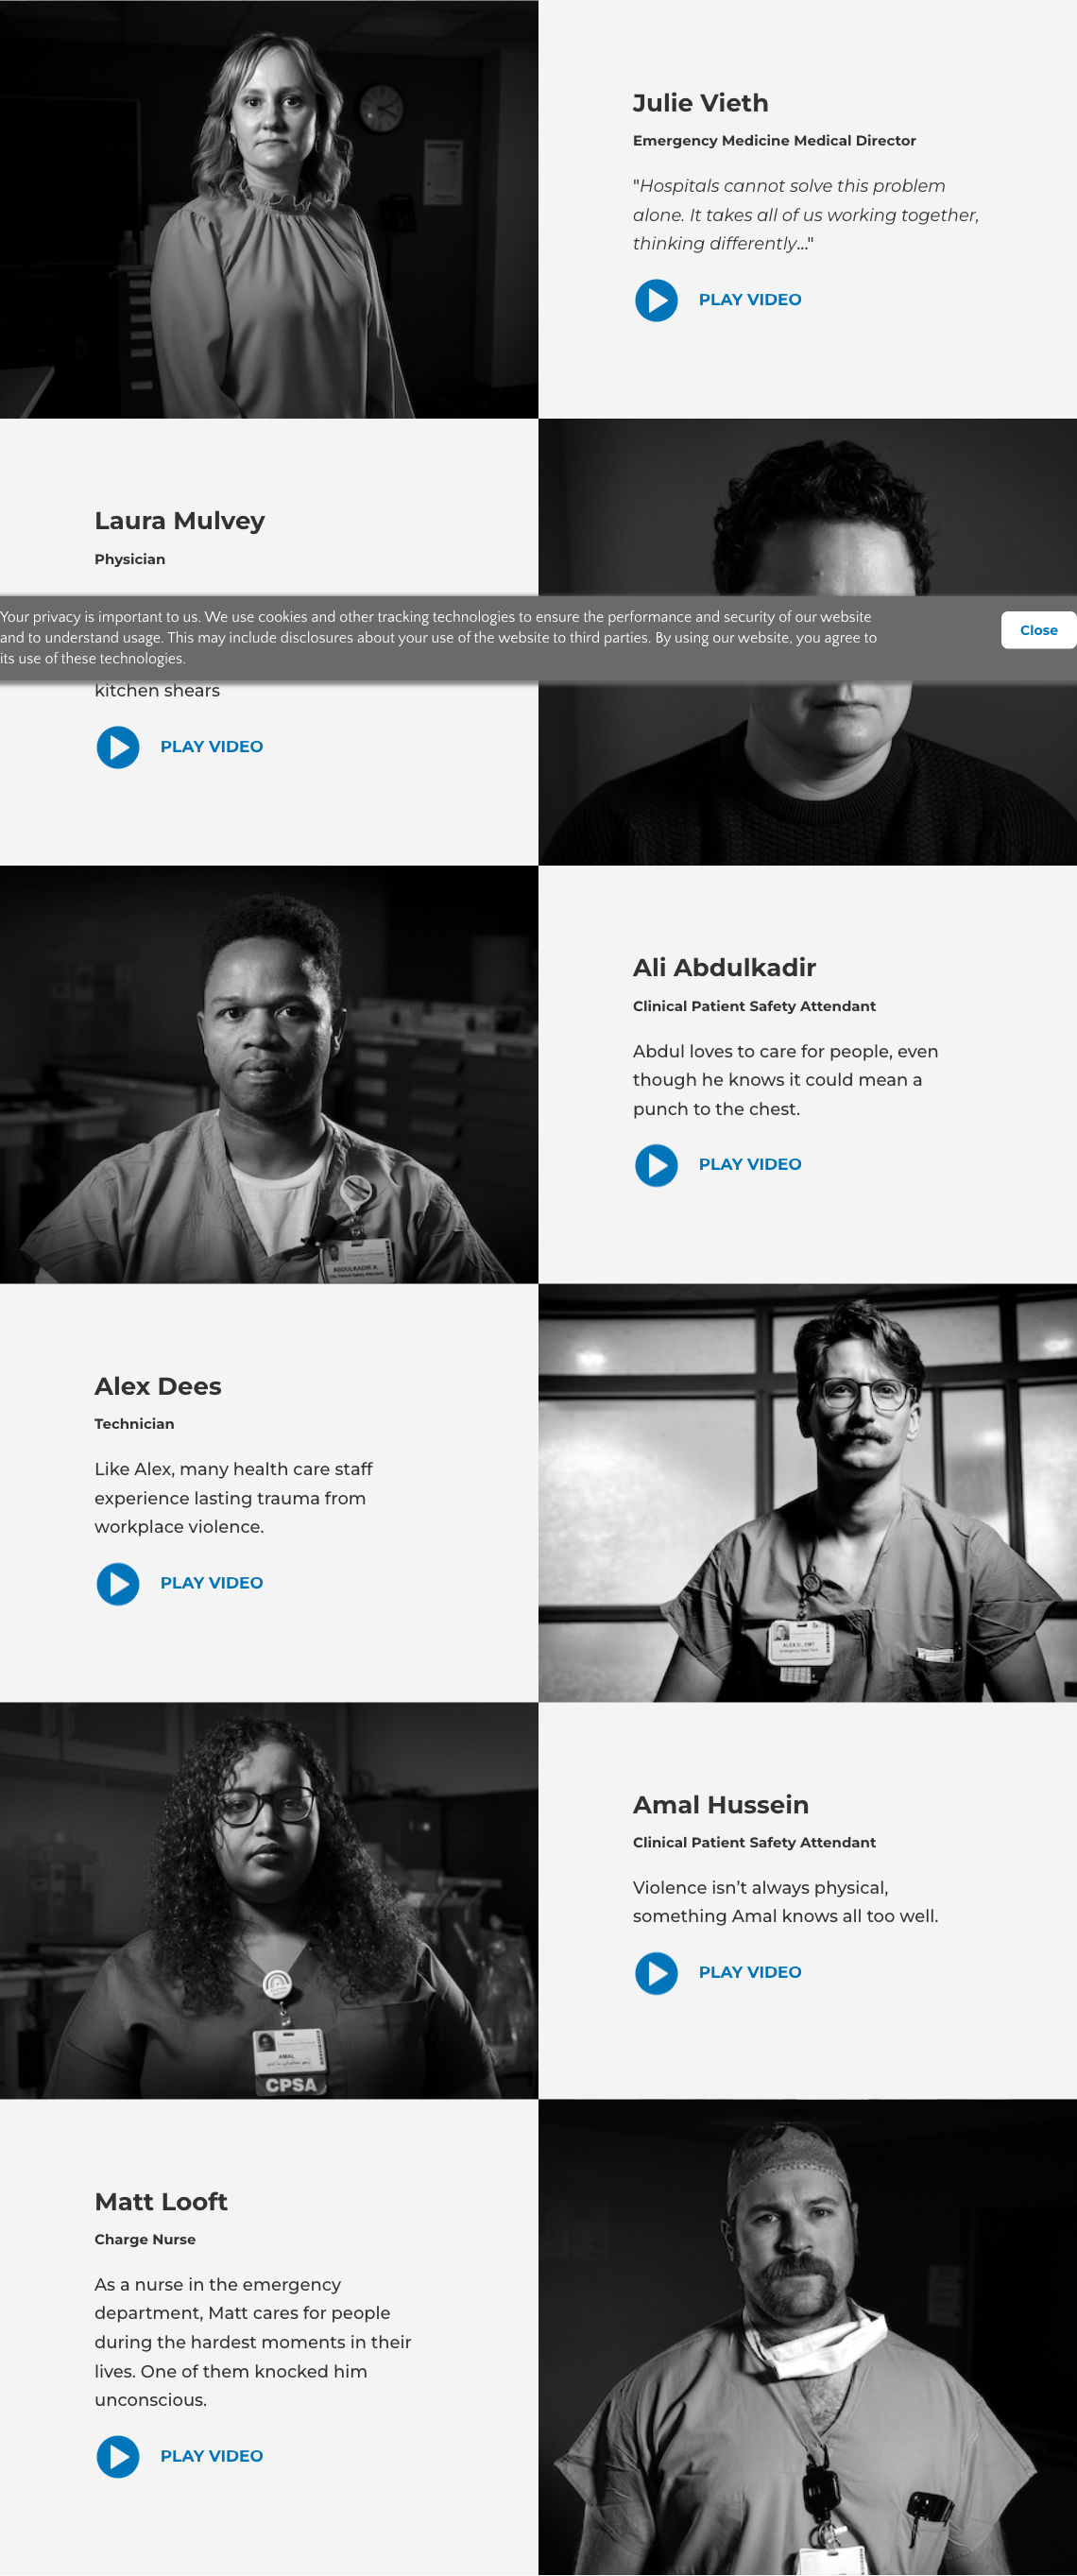 Julie Vieth
Emergency Medicine Medical Director
"Hospitals cannot solve this problem
alone. It takes all of us working together,
thinking differently..."
PLAY VIDEO
Laura Mulvey
Physician
Your privacy is important to us. We use cookies and other tracking technologies to ensure the performance and security of our website
and to understand usage. This may include disclosures about your use of the website to third parties. By using our website, you agree to
its use of these technologies.
Close
kitchen shears
PLAY VIDEO
Ali Abdulkadir
Clinical Patient Safety Attendant
Abdul loves to care for people, even
though he knows it could mean a
punch to the chest.
PLAY VIDEO
ABDULKADIR A.
Alex Dees
Technician
Like Alex, many health care staff
experience lasting trauma from
workplace violence.
PLAY VIDEO
ALEX D., EMT
Amal Hussein
Clinical Patient Safety Attendant
Violence isn’t always physical,
something Amal knows all too well.
PLAY VIDEO
AMAL
CPSA
Matt Looft
Charge Nurse
As a nurse in the emergency
department, Matt cares for people
during the hardest moments in their
lives. One of them knocked him
unconscious.
PLAY VIDEO